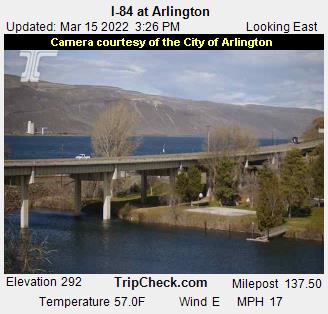 I-84 at Arlington
Updated: Mar 15 2022 3:26 PM Looking East
Camera courtesy of the City of Arlington
Elevation 292 TripCheck.com Milepost 137.50
Temperature 57.0F Wind E MPH 17